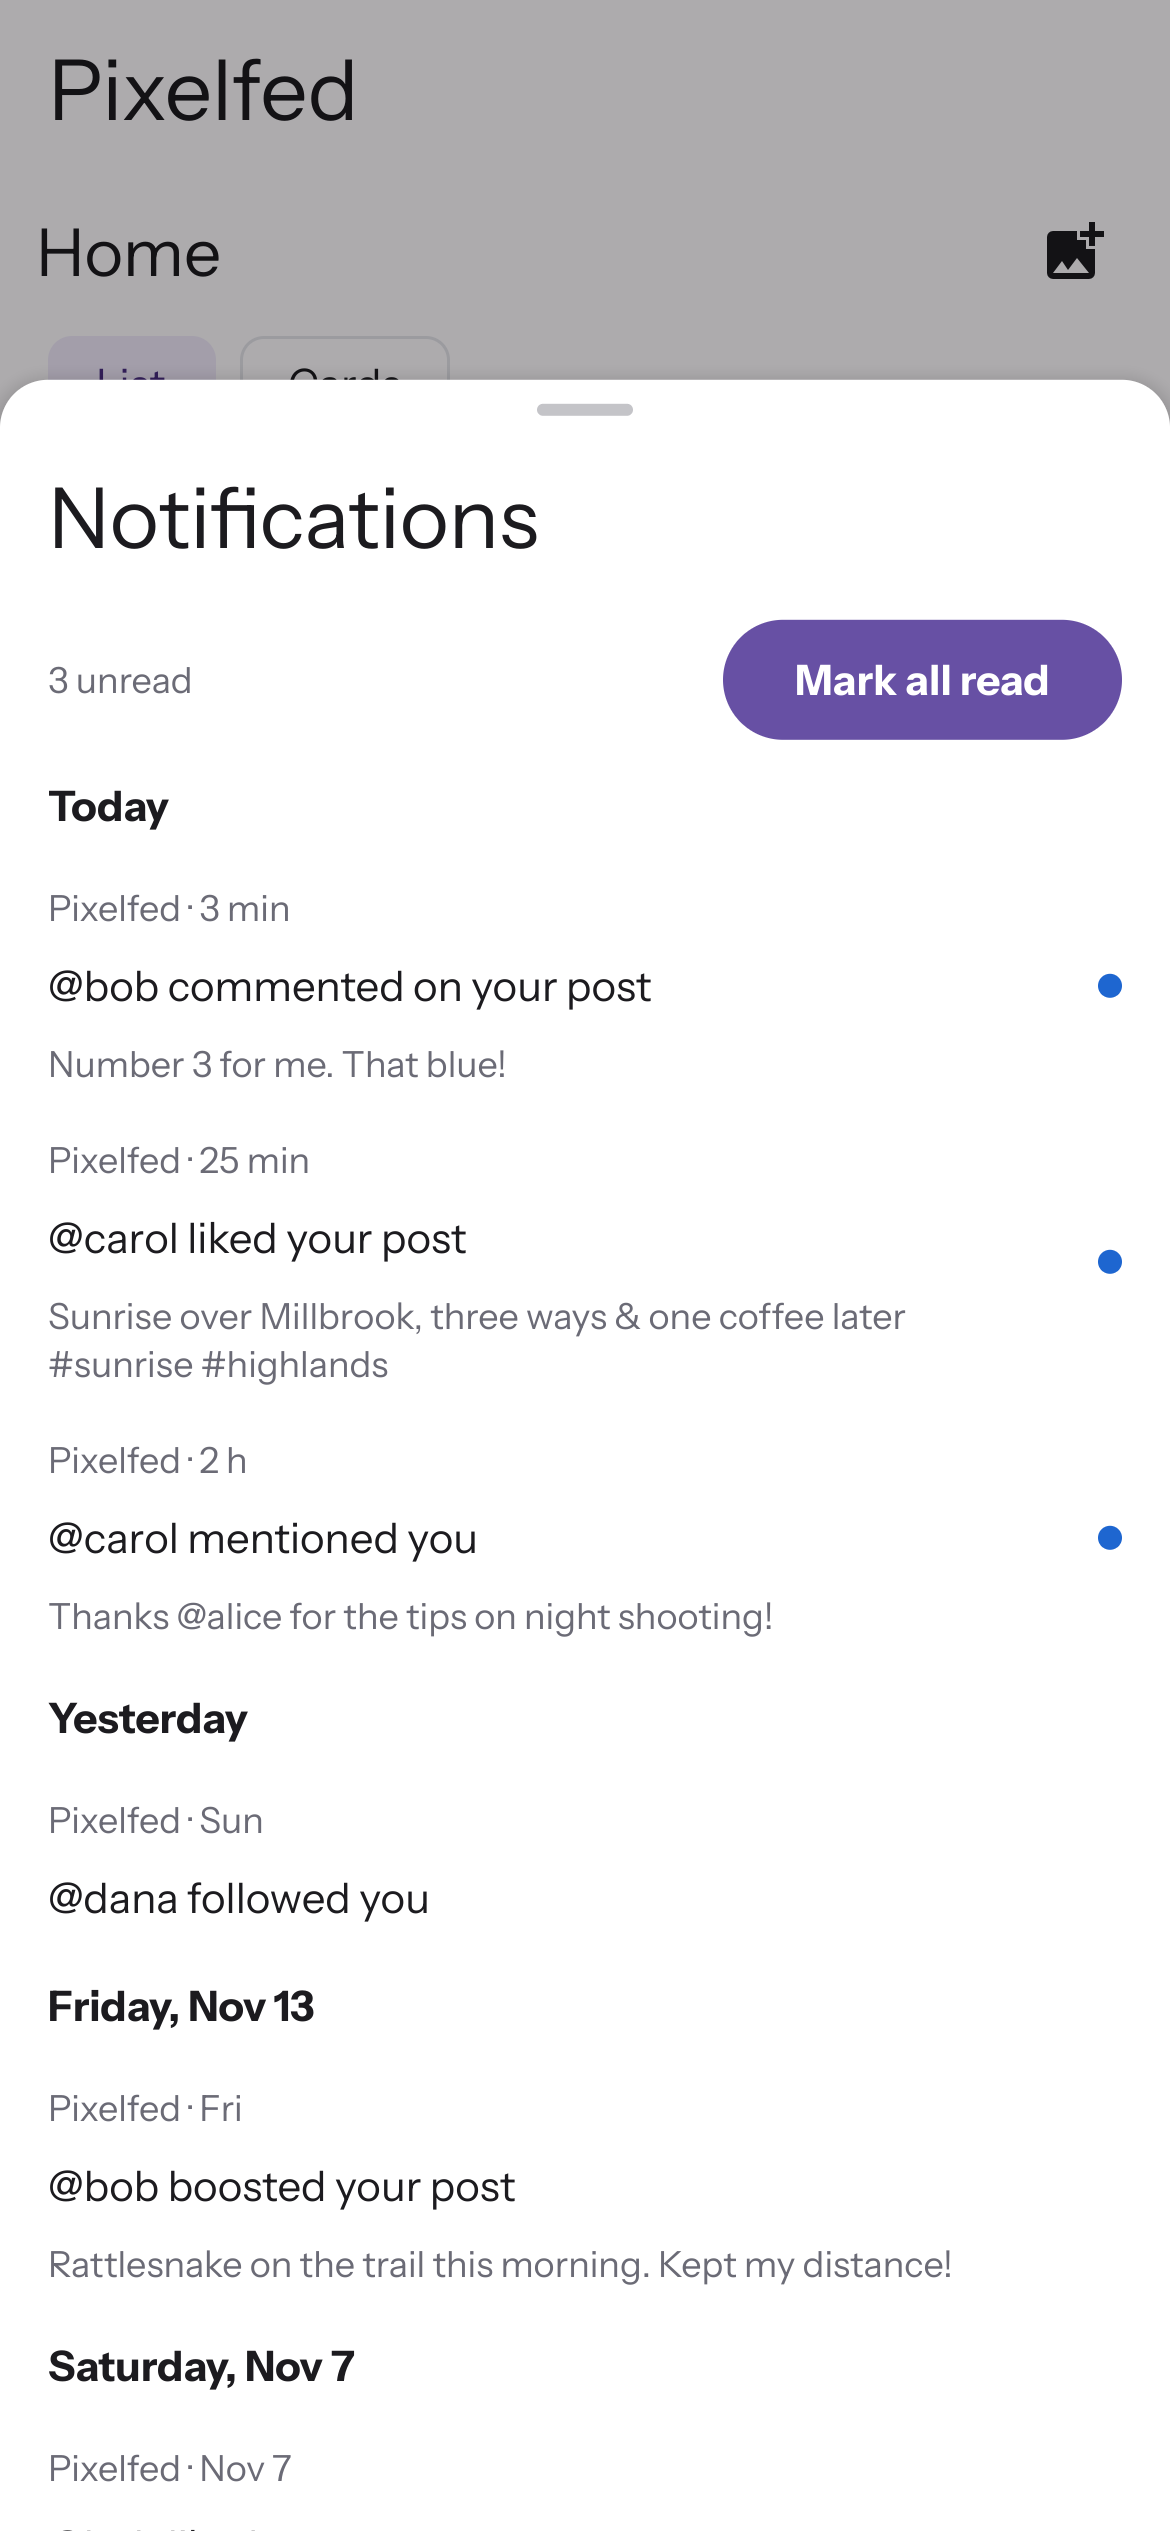 Pixelfed
Home
List Cards
Notifications
3 unread
Mark all read
Today
Pixelfed · 3 min
@bob commented on your post
Number 3 for me. That blue!
Pixelfed · 25 min
@carol liked your post
Sunrise over Millbrook, three ways & one coffee later
#sunrise #highlands
Pixelfed · 2 h
@carol mentioned you
Thanks @alice for the tips on night shooting!
Yesterday
Pixelfed · Sun
@dana followed you
Friday, Nov 13
Pixelfed · Fri
@bob boosted your post
Rattlesnake on the trail this morning. Kept my distance!
Saturday, Nov 7
Pixelfed · Nov 7